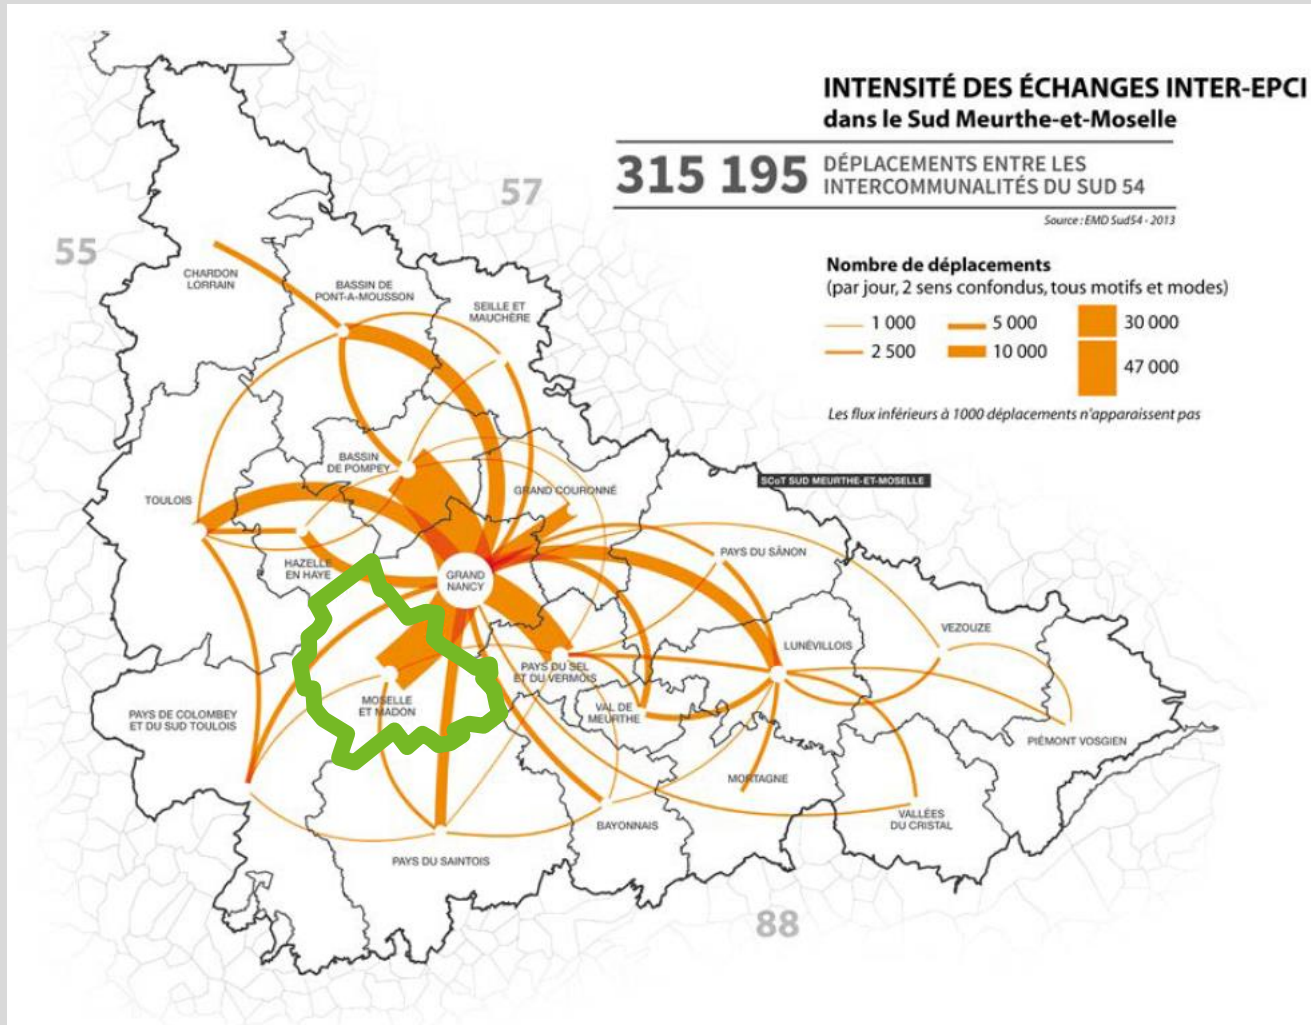 INTENSITÉ DES ÉCHANGES INTER-EPCI
dans le Sud Meurthe-et-Moselle
315 195
DÉPLACEMENTS ENTRE LES
INTERCOMMUNALITÉS DU SUD 54
Source : EMD Sud54 - 2013
57
55
Nombre de déplacements
(par jour, 2 sens confondus, tous motifs et modes)
1 000
5 000
30 000
2 500
10 000
47 000
Les flux inférieurs à 1000 déplacements n'apparaissent pas
CHARDON
LORRAIN
BASSIN DE
PONT-A-MOUSSON
SEILLE ET
MAUCHÈRE
BASSIN
DE POMPEY
SCoT SUD MEURTHE-ET-MOSELLE
TOULOIS
GRAND COURONNÉ
HAZELLE
EN HAYE
GRAND
NANCY
PAYS DU SÂNON
VEZOUZE
LUNÉVILLOIS
PAYS DU SEL
ET DU VERMOIS
MOSELLE
ET MADON
VAL DE
MEURTHE
PAYS DE COLOMBEY
ET DU SUD TOULOIS
PIÉMONT VOSGIEN
MORTAGNE
VALLÉES
DU CRISTAL
BAYONNAIS
PAYS DU SAINTOIS
88